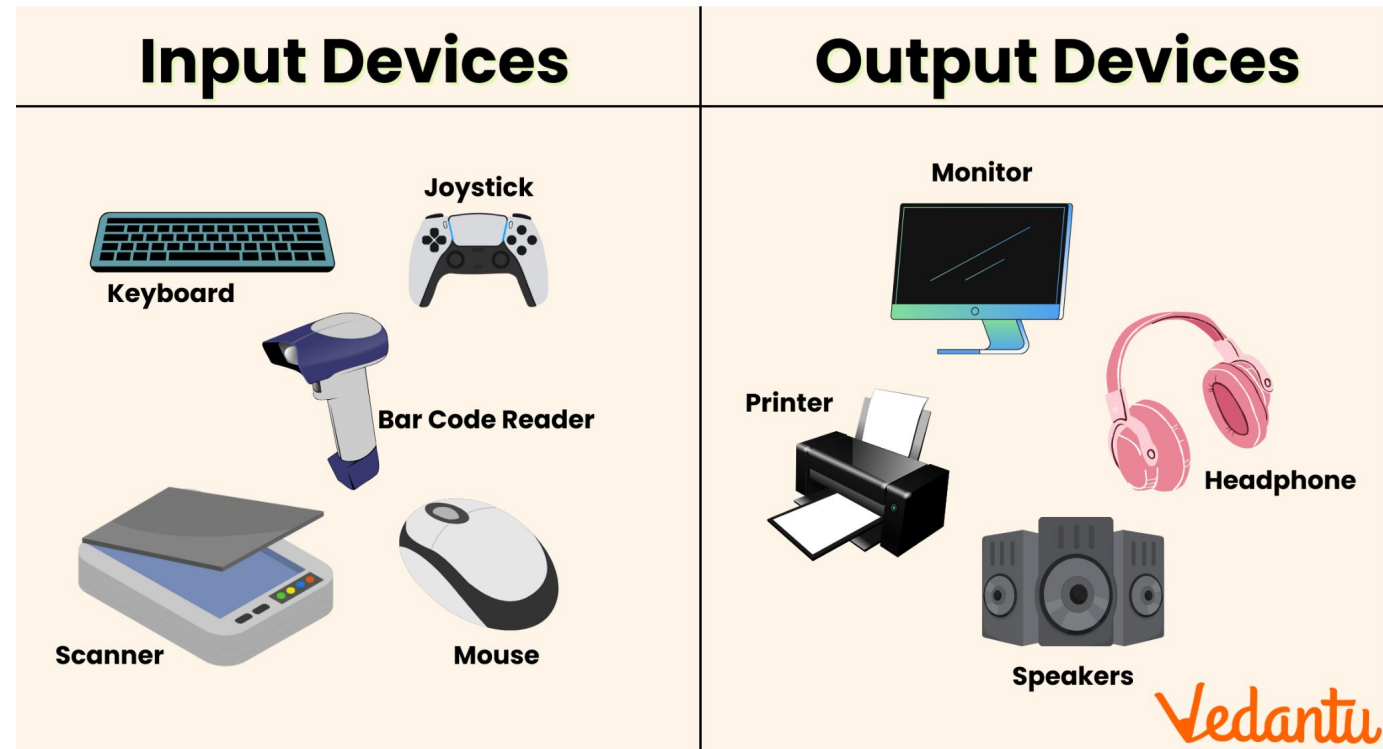 Input Devices
Output Devices
Joystick
Keyboard
Bar Code Reader
Scanner
Mouse
Monitor
Printer
Headphone
Speakers
Vedantu